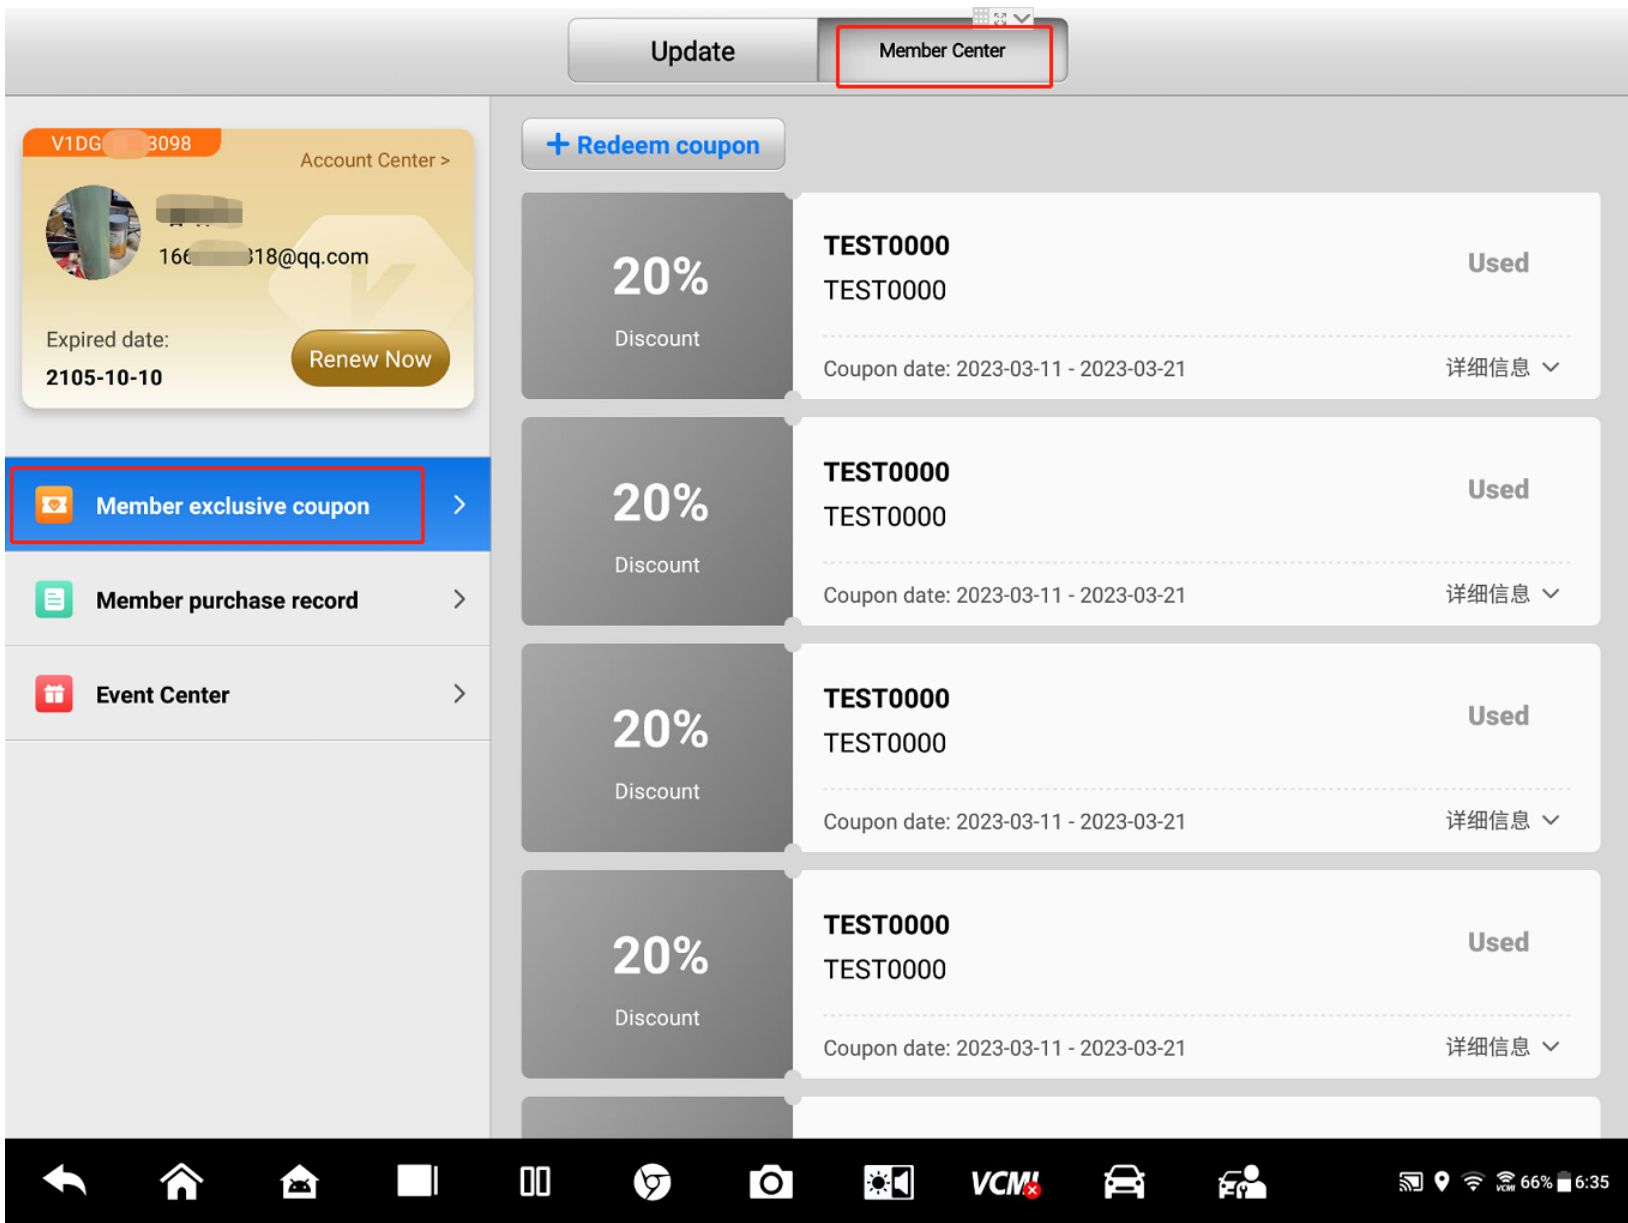 Update
Member Center
V1DG 3098
Account Center >
166 318@qq.com
Expired date:
2105-10-10
Renew Now
Member exclusive coupon
Member purchase record
Event Center
+ Redeem coupon
20%
Discount
TEST0000
TEST0000
Used
Coupon date: 2023-03-11 - 2023-03-21
详细信息
20%
Discount
TEST0000
TEST0000
Used
Coupon date: 2023-03-11 - 2023-03-21
详细信息
20%
Discount
TEST0000
TEST0000
Used
Coupon date: 2023-03-11 - 2023-03-21
详细信息
20%
Discount
TEST0000
TEST0000
Used
Coupon date: 2023-03-11 - 2023-03-21
详细信息
VCMI
VCMI 66% 6:35